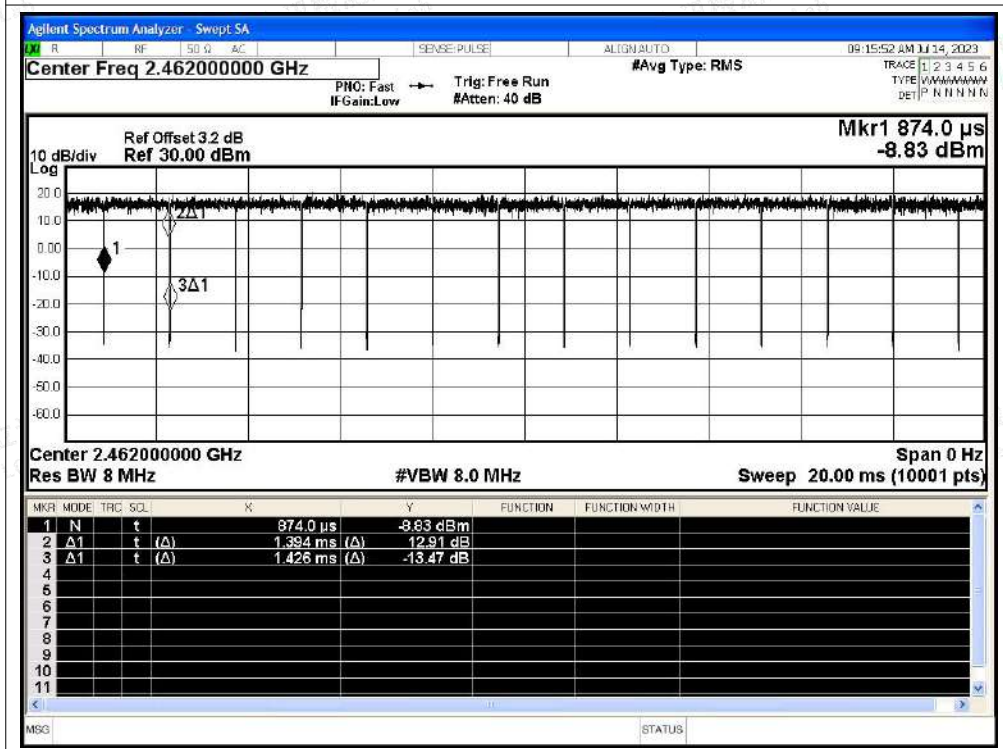 Agilent Spectrum Analyzer - Swept SA
LXI R RF 50 Ω AC SENSE:PULSE ALIGN AUTO 09:15:52 AM Jul 14, 2023
Center Freq 2.462000000 GHz #Avg Type: RMS TRACE 1 2 3 4 5 6
PNO: Fast Trig: Free Run TYPE WWWWWWW
IFGain:Low #Atten: 40 dB DET P N N N N N
Mkr1 874.0 µs
Ref Offset 3.2 dB
10 dB/div Ref 30.00 dBm -8.83 dBm
Log
20.0
2Δ1
10.0
0.00
1
-10.0
3Δ1
-20.0
-30.0
-40.0
-50.0
-60.0
Center 2.462000000 GHz Span 0 Hz
Res BW 8 MHz #VBW 8.0 MHz Sweep 20.00 ms (10001 pts)
MKR MODE TRC SCL X Y FUNCTION FUNCTION WIDTH FUNCTION VALUE
1 N t 874.0 µs -8.83 dBm
2 Δ1 t (Δ) 1.394 ms (Δ) 12.91 dB
3 Δ1 t (Δ) 1.426 ms (Δ) -13.47 dB
4
5
6
7
8
9
10
11
MSG STATUS